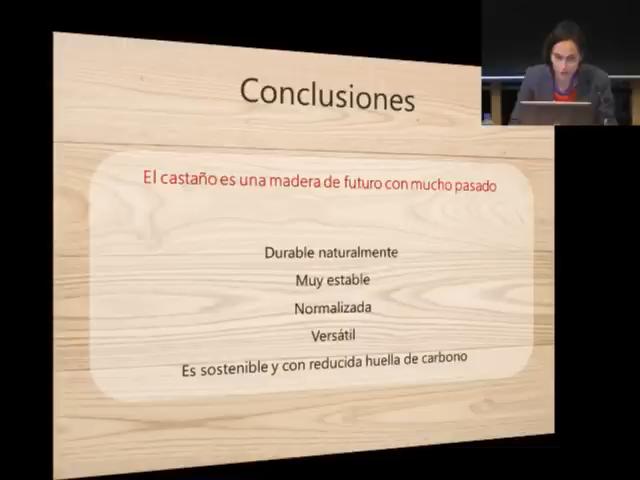 Conclusiones
El castaño es una madera de futuro con mucho pasado
Durable naturalmente
Muy estable
Normalizada
Versátil
Es sostenible y con reducida huella de carbono